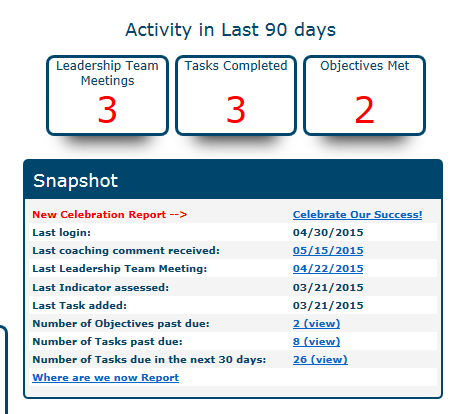 Activity in Last 90 days
Leadership Team Meetings
3
Tasks Completed
3
Objectives Met
2
Snapshot
New Celebration Report --> Celebrate Our Success!
Last login: 04/30/2015
Last coaching comment received: 05/15/2015
Last Leadership Team Meeting: 04/22/2015
Last Indicator assessed: 03/21/2015
Last Task added: 03/21/2015
Number of Objectives past due: 2 (view)
Number of Tasks past due: 8 (view)
Number of Tasks due in the next 30 days: 26 (view)
Where are we now Report